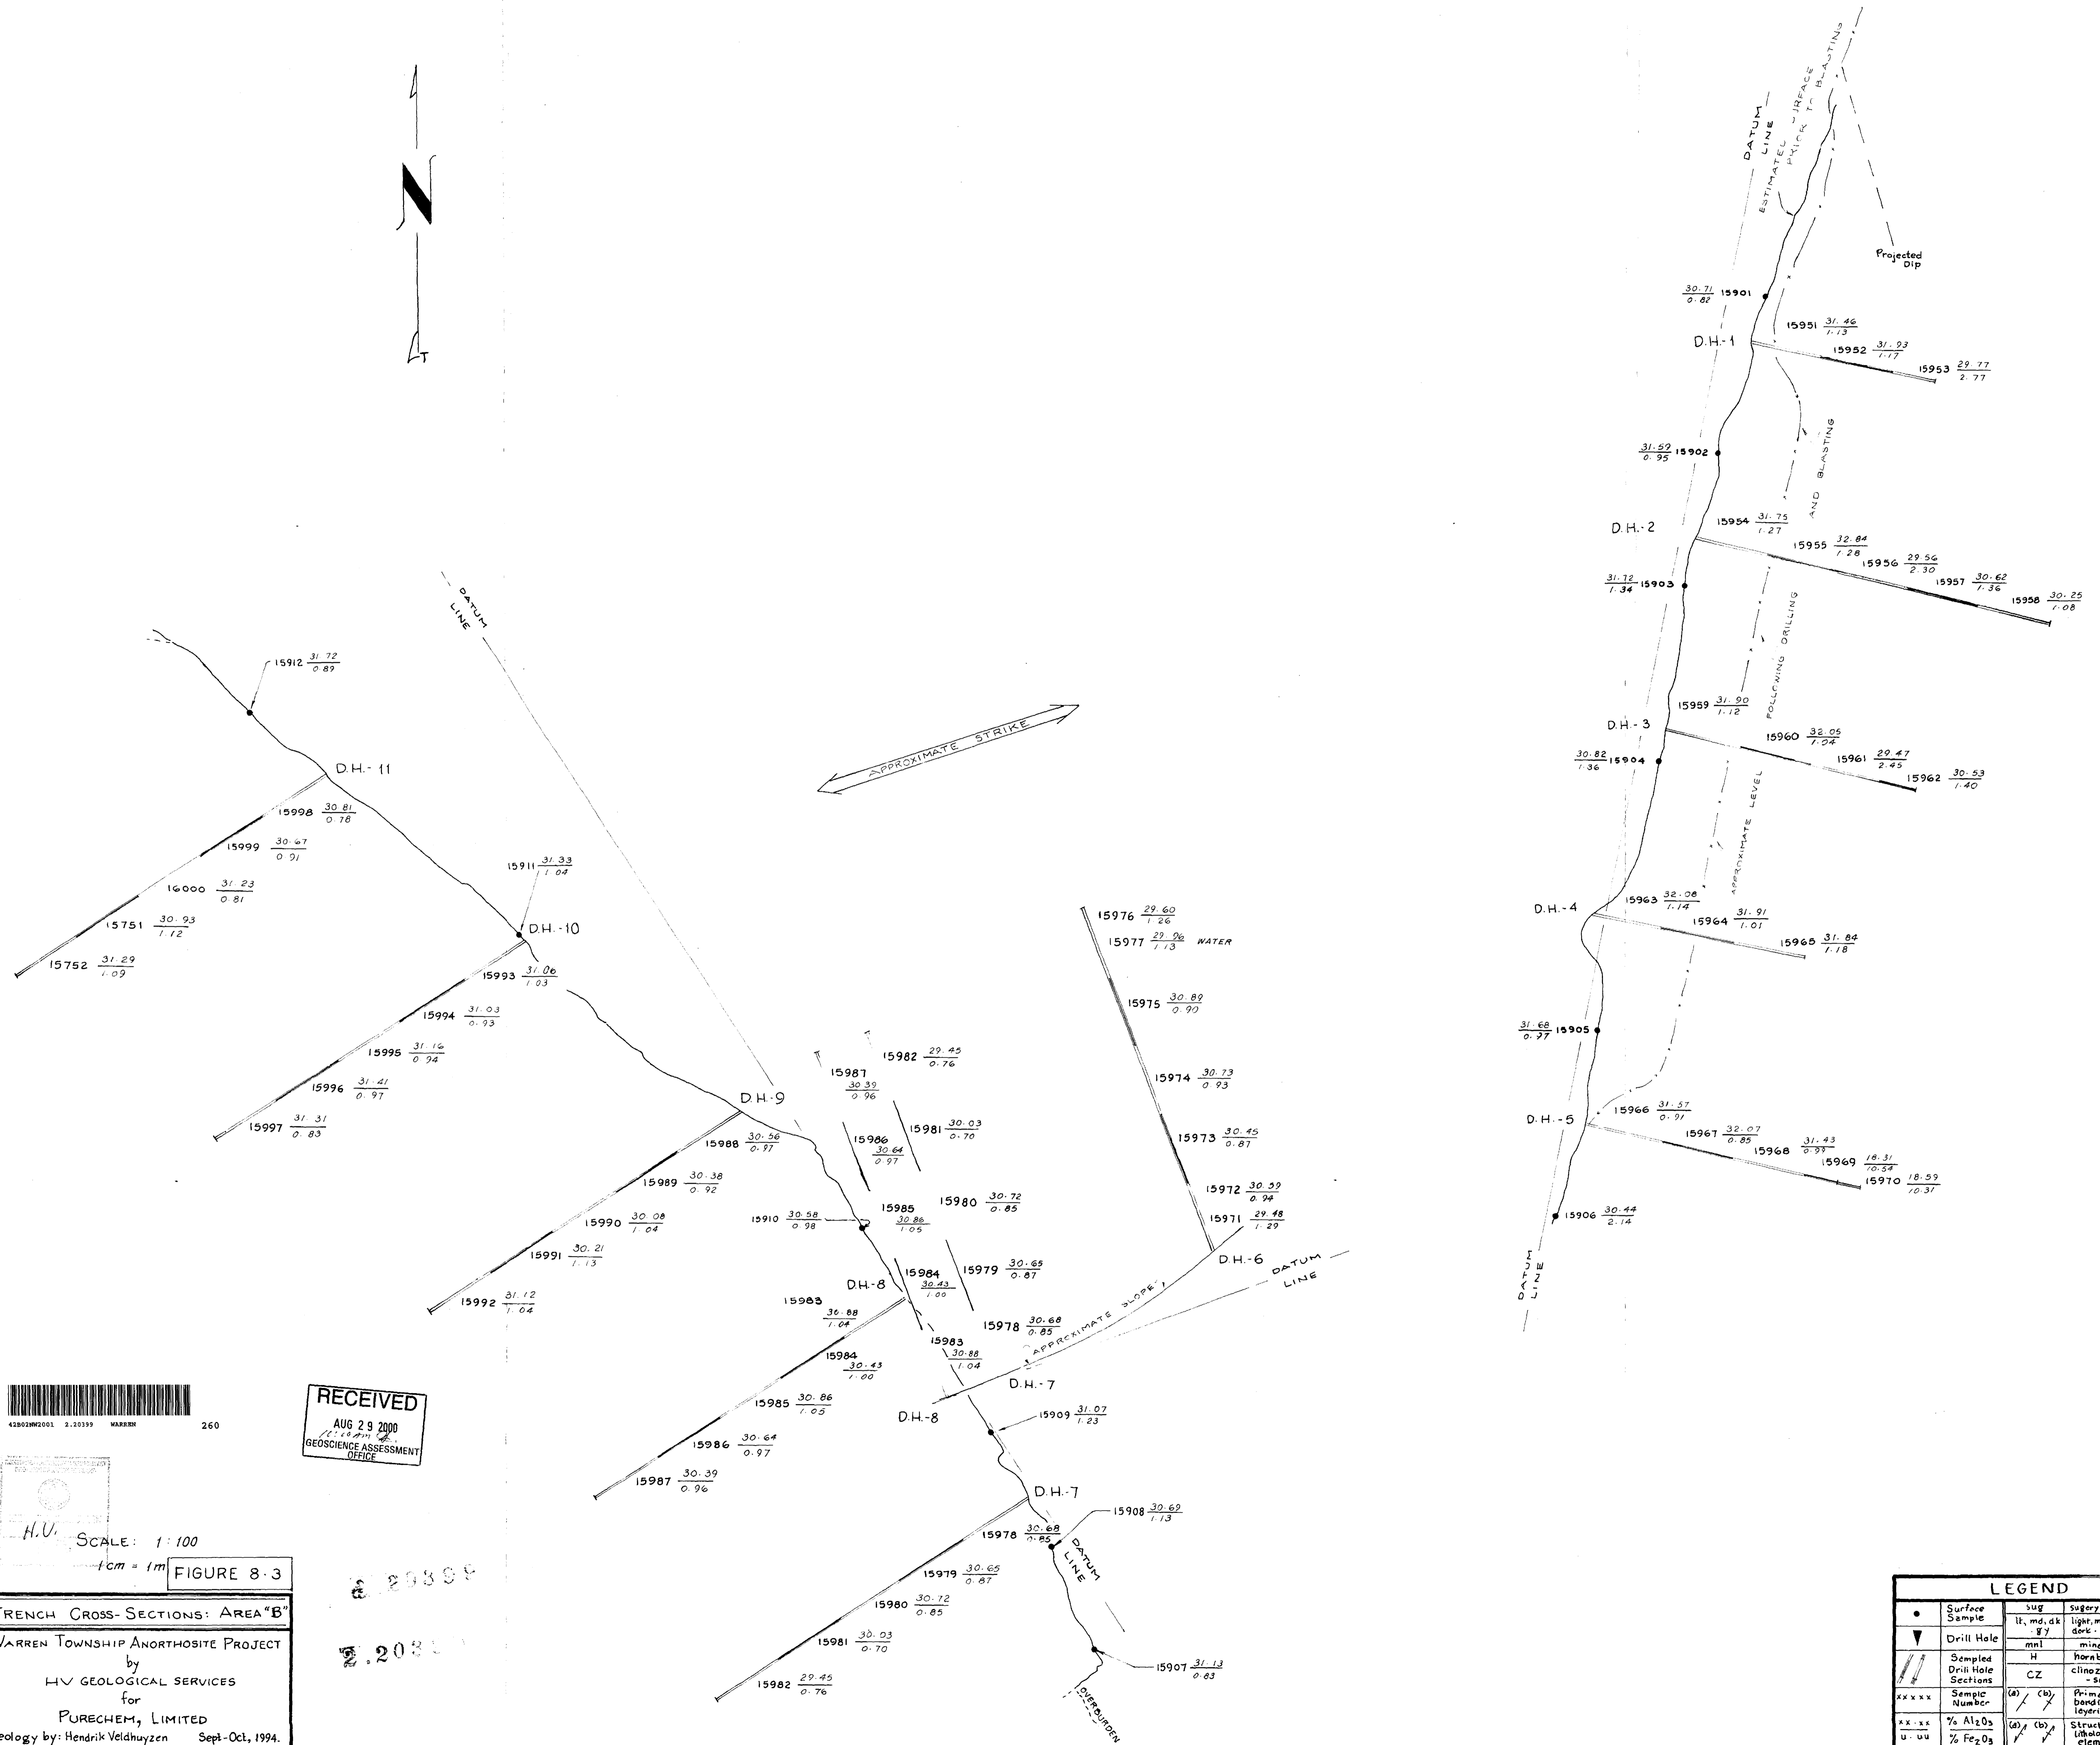 N
T
DATUM
LINE
PRIOR TO BLASTING
Projected
Dip
30.71
0.82 15901
15951 31.46
1.13
D.H.-1
15952 31.93
1.17
15953 29.77
2.77
31.59
0.95 15902
AND BLASTING
D.H.-2
15954 31.75
1.27
15955 32.84
1.28
15956 29.56
2.30
15957 30.62
1.36
15958 30.25
1.08
31.72
1.34 15903
FOLLOWING DRILLING
D.H.-3
15959 31.90
1.12
15960 32.05
1.04
15961 29.47
2.45
15962 30.53
1.40
30.82
1.36 15904
APPROXIMATE LEVEL
D.H.-4
15963 32.08
1.14
15964 31.91
1.01
15965 31.84
1.18
31.68
0.97 15905
D.H.-5
15966 31.57
0.91
15967 32.07
0.85
15968 31.43
0.99
15969 18.31
10.54
15970 18.59
10.31
15906 30.44
2.14
DATUM
LINE
DATUM
LINE
15912 31.72
0.89
APPROXIMATE STRIKE
D.H.-11
15998 30.81
0.78
15999 30.67
0.91
16000 31.23
0.81
15751 30.93
1.12
15752 31.29
1.09
15911 31.33
1.04
D.H.-10
15993 31.06
1.03
15994 31.03
0.93
15995 31.16
0.94
15996 31.41
0.97
15997 31.31
0.83
D.H.-9
15988 30.56
0.97
15989 30.38
0.92
15990 30.08
1.04
15991 30.21
1.13
15992 31.12
1.04
15976 29.60
1.26
15977 29.96
1.13 WATER
15975 30.89
0.90
15974 30.73
0.93
15973 30.45
0.87
15972 30.59
0.94
15971 29.48
1.29
D.H.-6
DATUM
LINE
APPROXIMATE SLOPE
15982 29.45
0.76
15981 30.03
0.70
15980 30.72
0.85
15979 30.65
0.87
15978 30.68
0.85
D.H.-7
15987
30.39
0.96
15986
30.64
0.97
15985
30.86
1.05
15984
30.43
1.00
15983
30.88
1.04
D.H.-8
15910 30.58
0.98
D.H.-8
15983
30.88
1.04
15984
30.43
1.00
15985 30.86
1.05
15986 30.64
0.97
15987 30.39
0.96
15909 31.07
1.23
D.H.-7
15908 30.69
1.13
15978 30.68
0.85
DATUM
LINE
15979 30.65
0.87
15980 30.72
0.85
15981 30.03
0.70
15982 29.45
0.76
15907 31.13
0.83
OVERBURDEN
42B02NW2001 2.20399 WARREN 260
RECEIVED
AUG 29 2000
GEOSCIENCE ASSESSMENT
OFFICE
H.V.
SCALE: 1:100
1cm = 1m
FIGURE 8.3
TRENCH CROSS-SECTIONS: AREA "B"
WARREN TOWNSHIP ANORTHOSITE PROJECT
by
HV GEOLOGICAL SERVICES
for
PURECHEM, LIMITED
eology by: Hendrik Veldhuyzen Sept-Oct, 1994.
LEGEND
Surface
Sample
sug
lt, md, dk
gy
Drill Hole
mnl
Sampled
Drill Hole
Sections
H
CZ
xxxxx Sample
Number
(a) (b)
xx.xx
u.uu
% Al2O3
% Fe2O3
(a) (b)